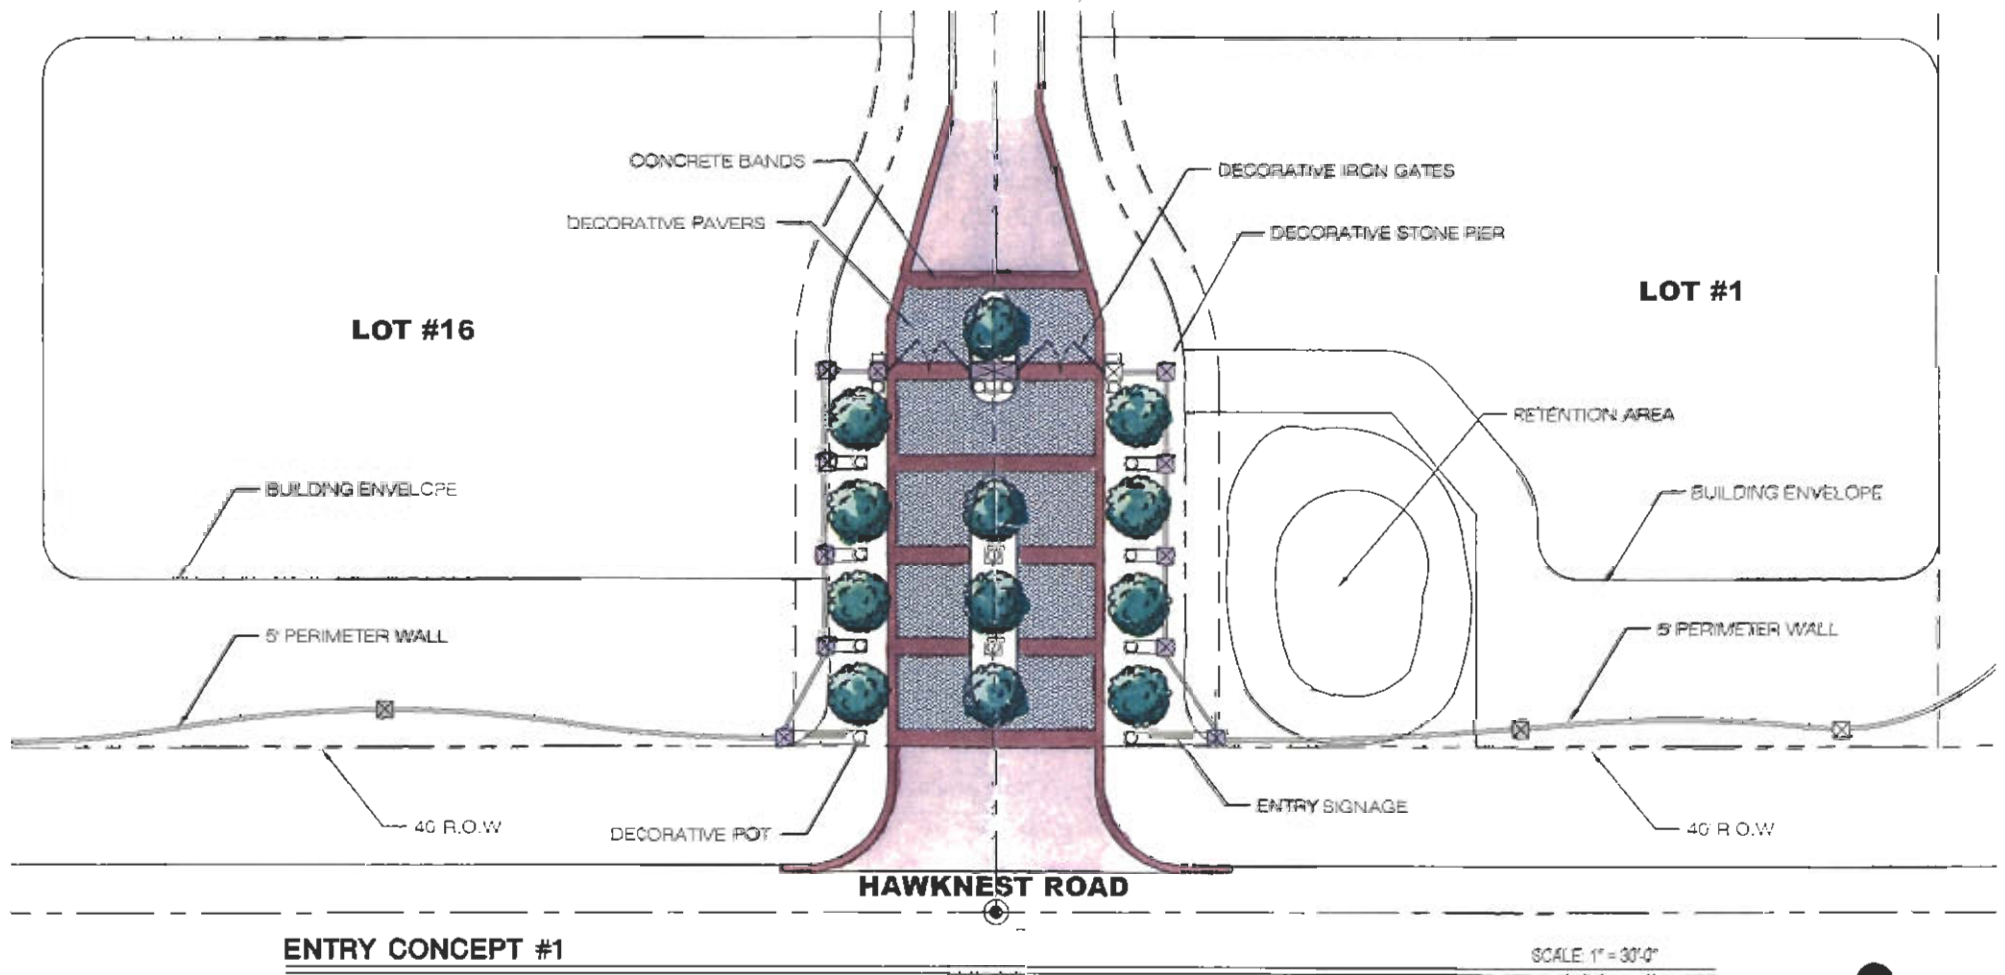 CONCRETE BANDS
DECORATIVE IRON GATES
DECORATIVE PAVERS
DECORATIVE STONE PIER
LOT #16
LOT #1
RETENTION AREA
BUILDING ENVELOPE
BUILDING ENVELOPE
5' PERIMETER WALL
5' PERIMETER WALL
ENTRY SIGNAGE
40' R.O.W
DECORATIVE POT
40' R.O.W
HAWKNEST ROAD
ENTRY CONCEPT #1
SCALE: 1" = 30'-0"